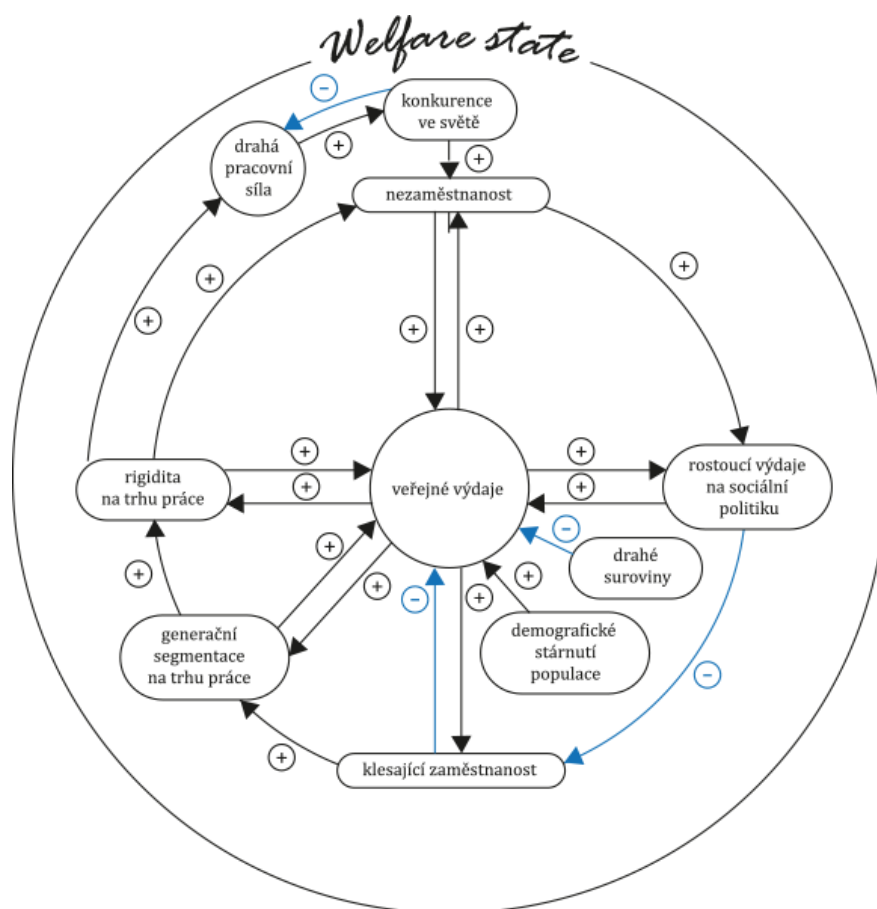 Welfare state
−
konkurence
ve světě
+
drahá
pracovní
síla
+
nezaměstnanost
+
+
+
+
+
rigidita
na trhu práce
+
+
veřejné výdaje
+
+
rostoucí výdaje
na sociální
politiku
−
drahé
suroviny
+
+
+
−
+
+
generační
segmentace
na trhu práce
demografické
stárnutí
populace
−
+
klesající zaměstnanost